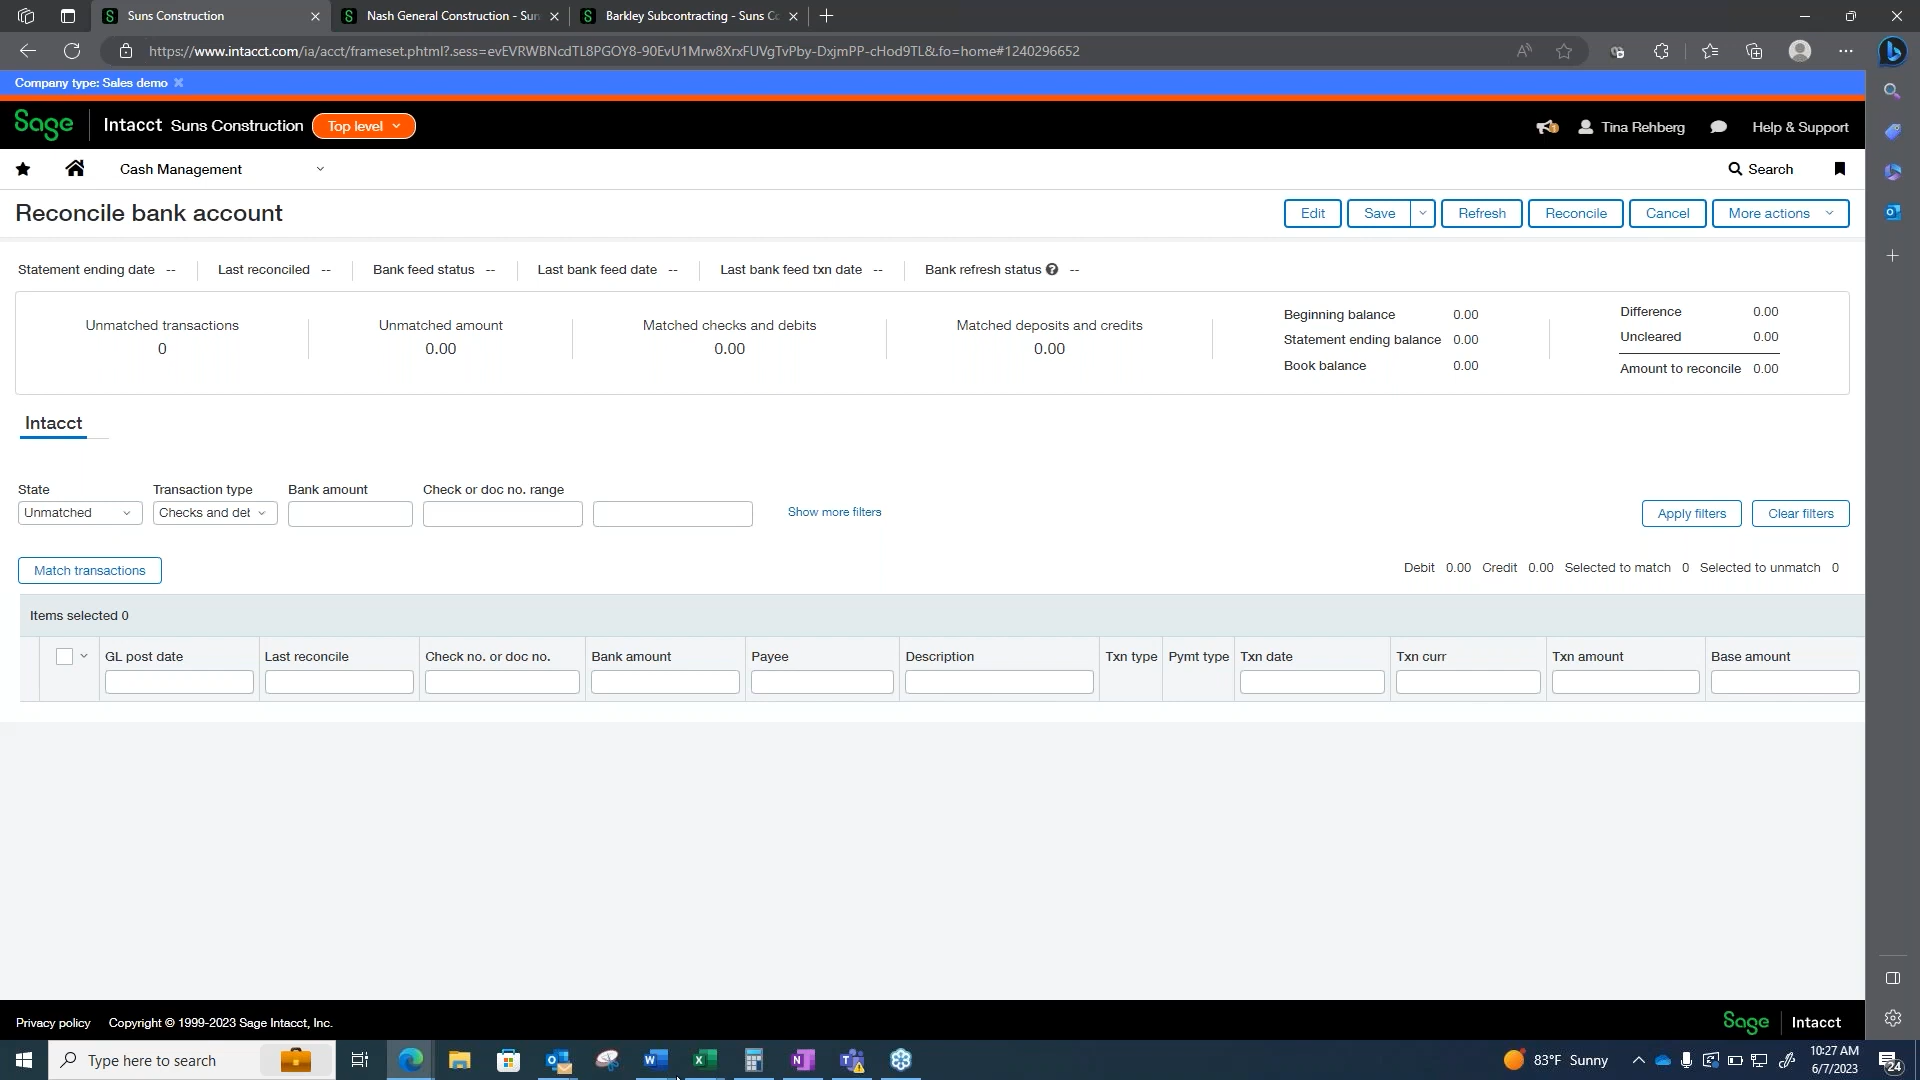 Suns Construction
Nash General Construction - Sun
Barkley Subcontracting - Suns Co
https://www.intacct.com/ia/acct/frameset.phtml?.sess=evEVRWBNcdTL8PGOY8-90EvU1Mrw8XrxFUVgTvPby-DxjmPP-cHod9TL&.fo=home#1240296652
Company type: Sales demo
Sage Intacct Suns Construction Top level
Tina Rehberg Help & Support
Cash Management
Search
Reconcile bank account
Edit Save Refresh Reconcile Cancel More actions
Statement ending date -- Last reconciled -- Bank feed status -- Last bank feed date -- Last bank feed txn date -- Bank refresh status --
Unmatched transactions
0
Unmatched amount
0.00
Matched checks and debits
0.00
Matched deposits and credits
0.00
Beginning balance 0.00
Statement ending balance 0.00
Book balance 0.00
Difference 0.00
Uncleared 0.00
Amount to reconcile 0.00
Intacct
State Transaction type Bank amount Check or doc no. range
Unmatched Checks and det Show more filters Apply filters Clear filters
Match transactions
Debit 0.00 Credit 0.00 Selected to match 0 Selected to unmatch 0
Items selected 0
GL post date Last reconcile Check no. or doc no. Bank amount Payee Description Txn type Pymt type Txn date Txn curr Txn amount Base amount
Privacy policy Copyright © 1999-2023 Sage Intacct, Inc.
Sage Intacct
Type here to search
83°F Sunny
10:27 AM
6/7/2023
24